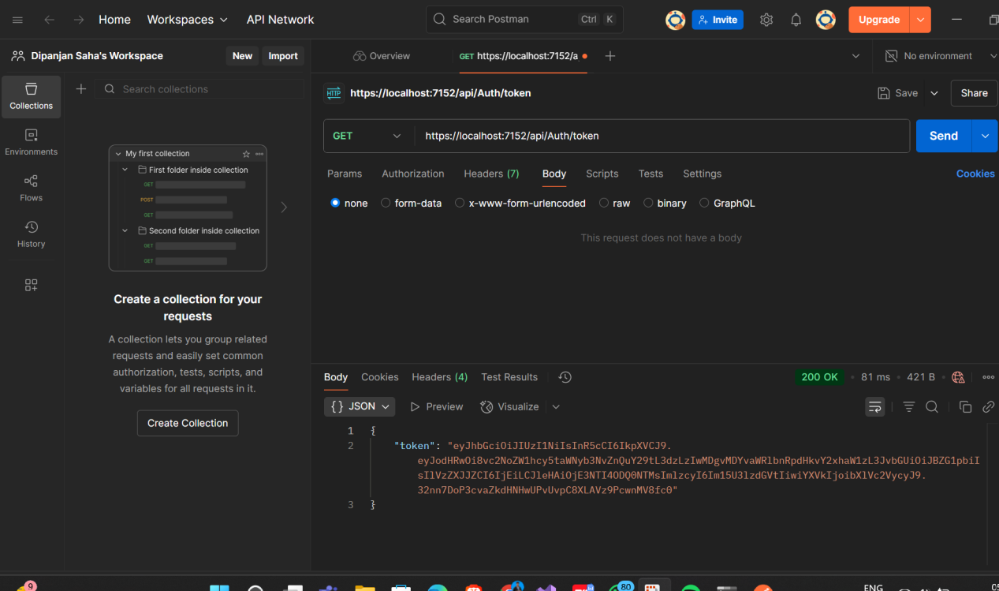 Home Workspaces API Network Search Postman Ctrl K Invite Upgrade
Dipanjan Saha's Workspace New Import Overview GET https://localhost:7152/a No environment
Collections
Environments
Flows
History
Search collections
My first collection
First folder inside collection
GET
POST
GET
Second folder inside collection
GET
GET
Create a collection for your
requests
A collection lets you group related
requests and easily set common
authorization, tests, scripts, and
variables for all requests in it.
Create Collection
HTTP https://localhost:7152/api/Auth/token Save Share
GET https://localhost:7152/api/Auth/token Send
Params Authorization Headers (7) Body Scripts Tests Settings Cookies
none form-data x-www-form-urlencoded raw binary GraphQL
This request does not have a body
Body Cookies Headers (4) Test Results 200 OK • 81 ms • 421 B
{} JSON Preview Visualize
1 {
2 "token": "eyJhbGciOiJIUzI1NiIsInR5cCI6IkpXVCJ9.
eyJodHRwOi8vc2NoZW1hcy5taWNyb3NvZnQuY29tL3dzLzIwMDgvMDYvaWRlbnRpdHkvY2xhaW1zL3JvbGUiOiJBZG1pbiI
sIlVzZXJJZCI6IjEiLCJleHAiOjE3NTI4ODQ0NTMsImlzcyI6Im15U3lzdGVtIiwiYXVkIjoibXlVc2VycyJ9.
32nn7DoP3cvaZkdHNHwUPvUvpC8XLAVz9PcwnMV8fc0"
3 }
9 80 ENG